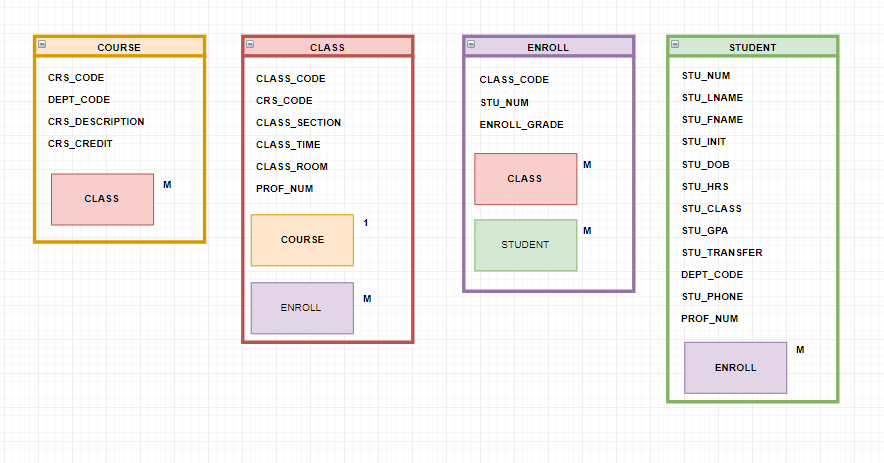 COURSE
CRS_CODE
DEPT_CODE
CRS_DESCRIPTION
CRS_CREDIT
CLASS
M
CLASS
CLASS_CODE
CRS_CODE
CLASS_SECTION
CLASS_TIME
CLASS_ROOM
PROF_NUM
COURSE
1
ENROLL
M
ENROLL
CLASS_CODE
STU_NUM
ENROLL_GRADE
CLASS
M
STUDENT
M
STUDENT
STU_NUM
STU_LNAME
STU_FNAME
STU_INIT
STU_DOB
STU_HRS
STU_CLASS
STU_GPA
STU_TRANSFER
DEPT_CODE
STU_PHONE
PROF_NUM
ENROLL
M